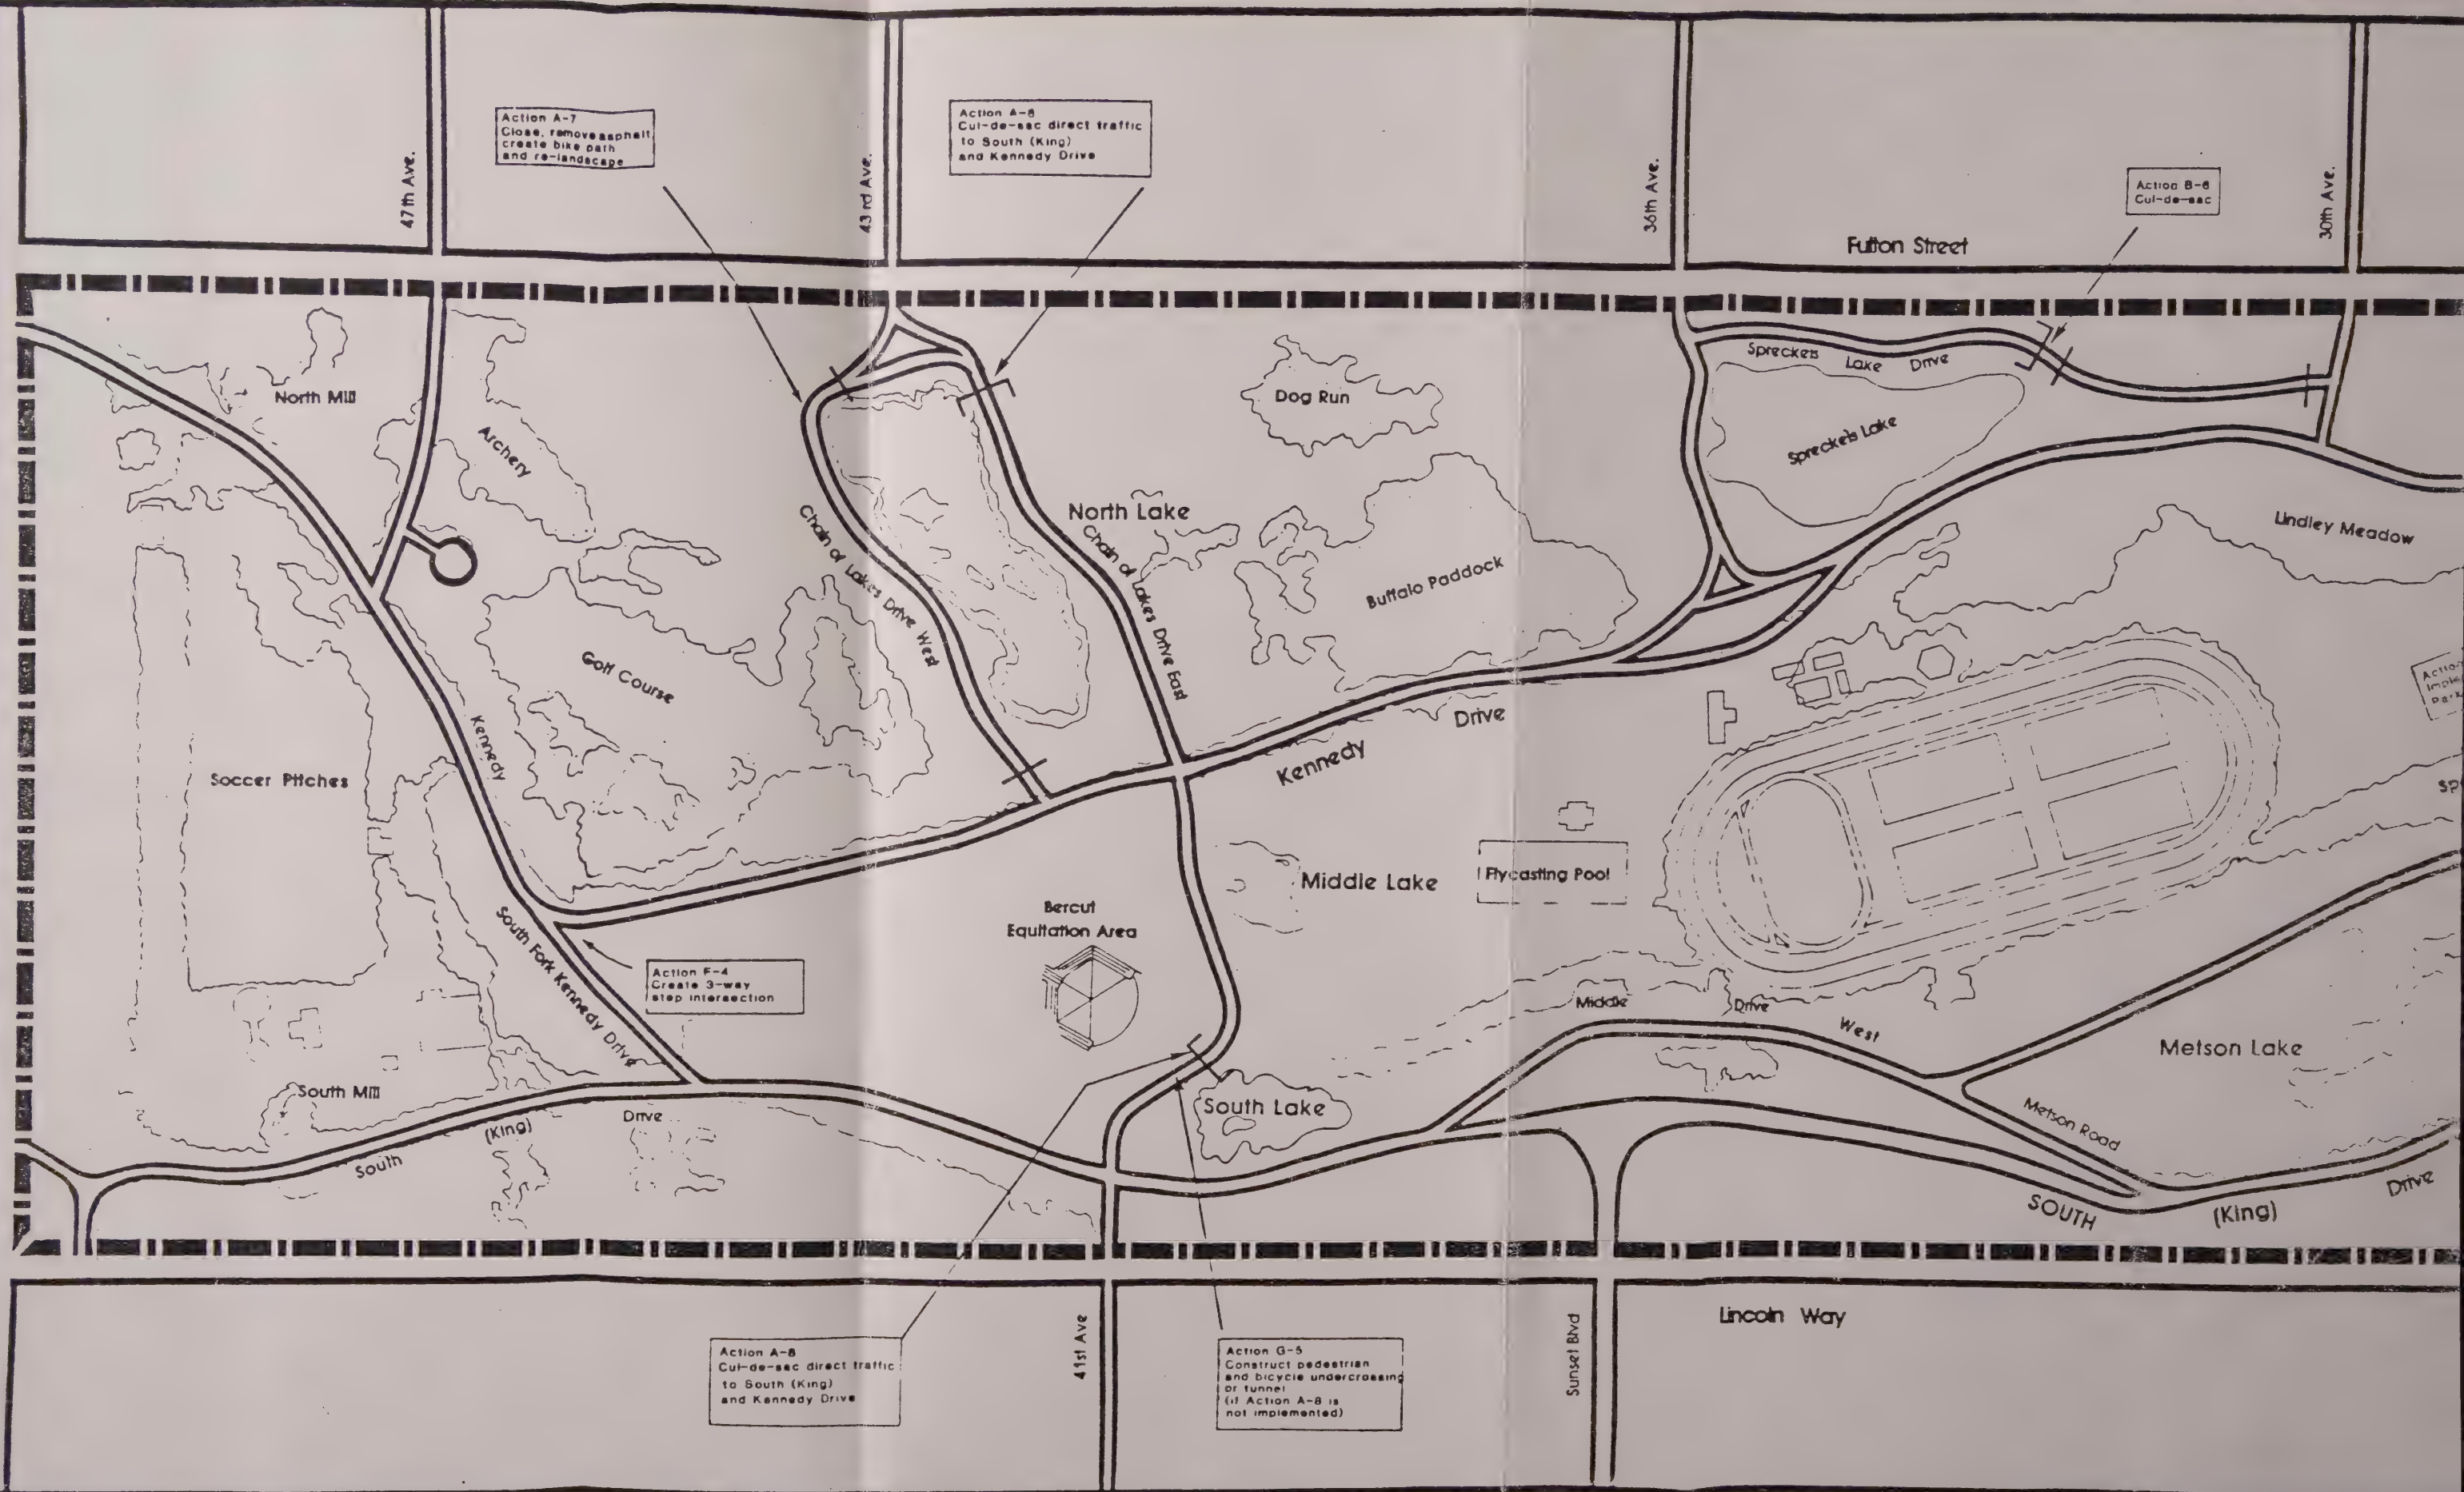 47th Ave.
Action A-7
Close, remove asphalt
create bike path
and re-landscape
43rd Ave.
Action A-8
Cul-de-sac direct traffic
to South (King)
and Kennedy Drive
36th Ave.
Fulton Street
Action B-6
Cul-de-sac
30th Ave.
North Mill
Archery
Dog Run
Spreckels Lake Drive
Spreckels Lake
North Lake
Chain of Lakes Drive West
Chain of Lakes Drive East
Buffalo Paddock
Lindley Meadow
Golf Course
Kennedy
Soccer Pitches
Kennedy Drive
Middle Lake
Flycasting Pool
Bercut
Equitation Area
South Fork Kennedy Drive
Action F-4
Create 3-way
stop intersection
Middle Drive West
Metson Lake
South Mill
South (King) Drive
South Lake
Metson Road
SOUTH (King) Drive
Lincoln Way
41st Ave
Sunset Blvd
Action A-8
Cul-de-sac direct traffic
to South (King)
and Kennedy Drive
Action G-5
Construct pedestrian
and bicycle undercrossing
or tunnel
(if Action A-8 is
not implemented)